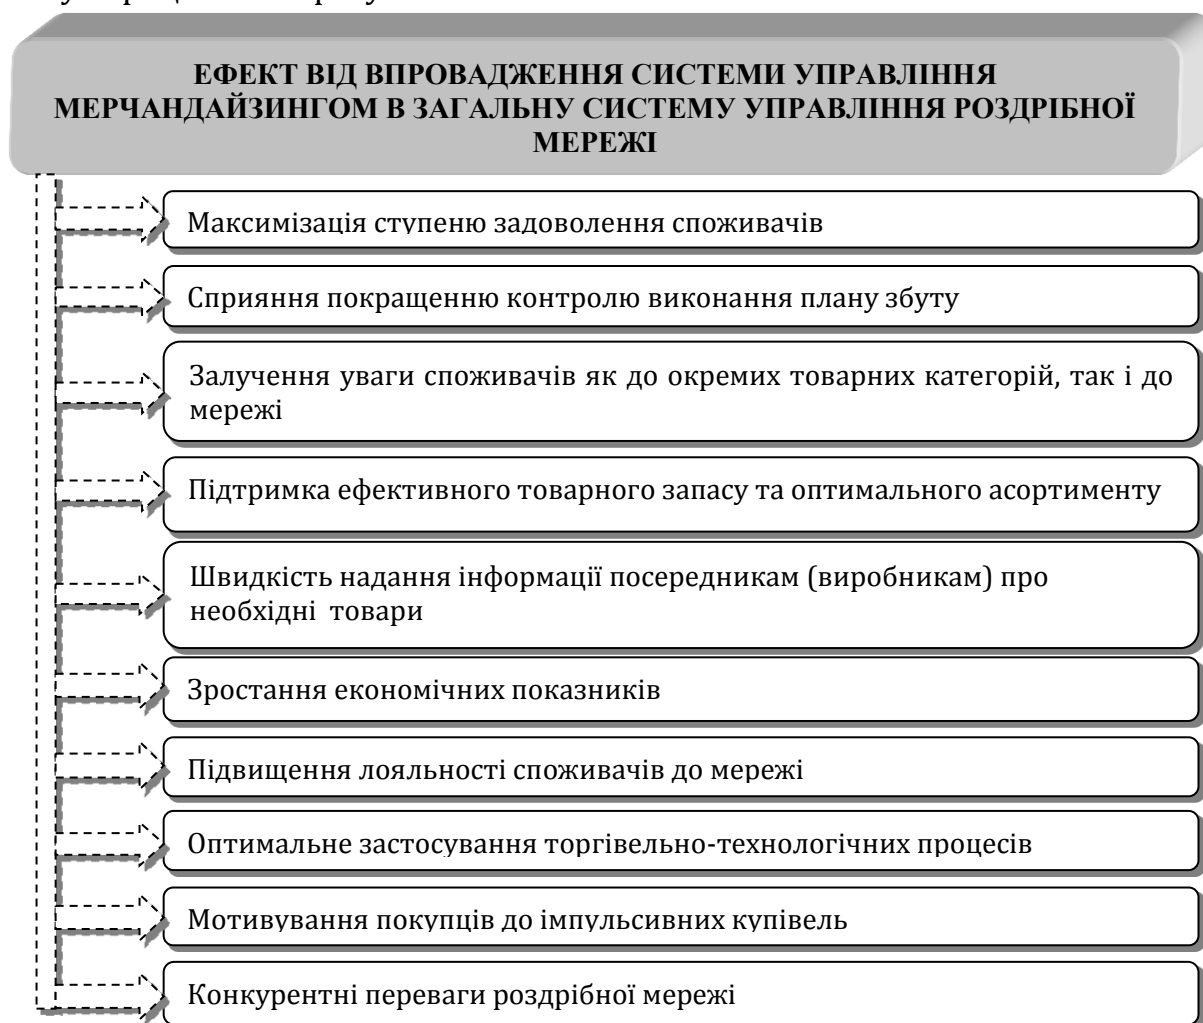 ЕФЕКТ ВІД ВПРОВАДЖЕННЯ СИСТЕМИ УПРАВЛІННЯ
МЕРЧАНДАЙЗИНГОМ В ЗАГАЛЬНУ СИСТЕМУ УПРАВЛІННЯ РОЗДРІБНОЇ
МЕРЕЖІ
Максимізація ступеню задоволення споживачів
Сприяння покращенню контролю виконання плану збуту
Залучення уваги споживачів як до окремих товарних категорій, так і до
мережі
Підтримка ефективного товарного запасу та оптимального асортименту
Швидкість надання інформації посередникам (виробникам) про
необхідні товари
Зростання економічних показників
Підвищення лояльності споживачів до мережі
Оптимальне застосування торгівельно-технологічних процесів
Мотивування покупців до імпульсивних купівель
Конкурентні переваги роздрібної мережі